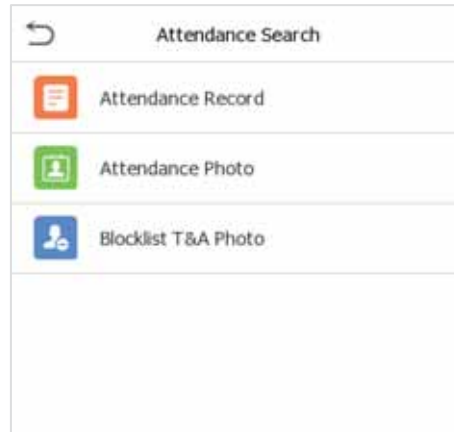 Attendance Search
Attendance Record
Attendance Photo
Blocklist T&A Photo